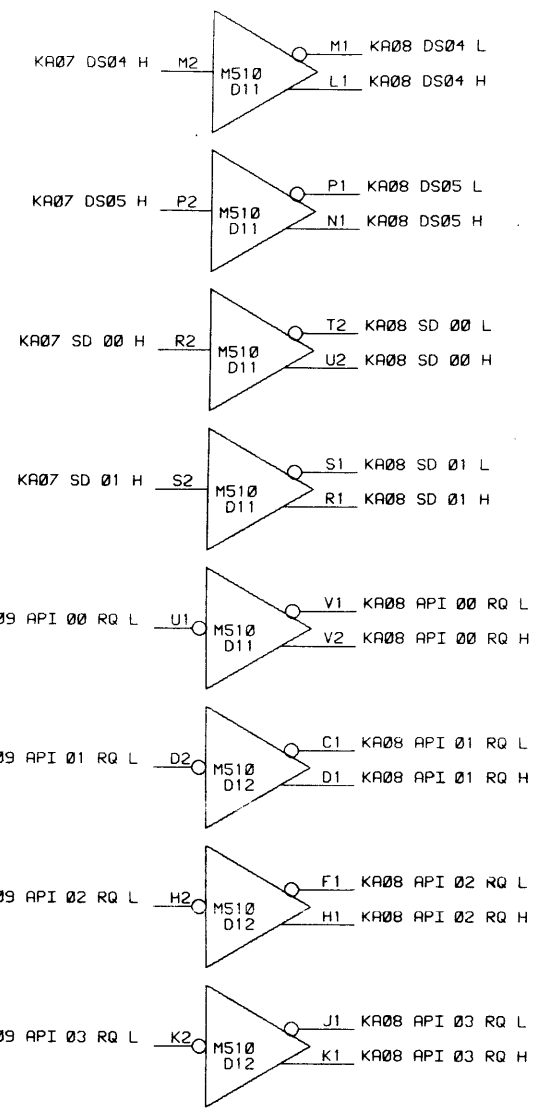 M1 KA08 DS04 L
KA07 DS04 H M2 M510
L1 KA08 DS04 H
D11
P1 KA08 DS05 L
KA07 DS05 H P2 M510
N1 KA08 DS05 H
D11
T2 KA08 SD 00 L
KA07 SD 00 H R2 M510
U2 KA08 SD 00 H
D11
S1 KA08 SD 01 L
KA07 SD 01 H S2 M510
R1 KA08 SD 01 H
D11
V1 KA08 API 00 RQ L
09 API 00 RQ L U1 M510
V2 KA08 API 00 RQ H
D11
C1 KA08 API 01 RQ L
09 API 01 RQ L D2 M510
D1 KA08 API 01 RQ H
D12
F1 KA08 API 02 RQ L
09 API 02 RQ L H2 M510
H1 KA08 API 02 RQ H
D12
J1 KA08 API 03 RQ L
09 API 03 RQ L K2 M510
K1 KA08 API 03 RQ H
D12